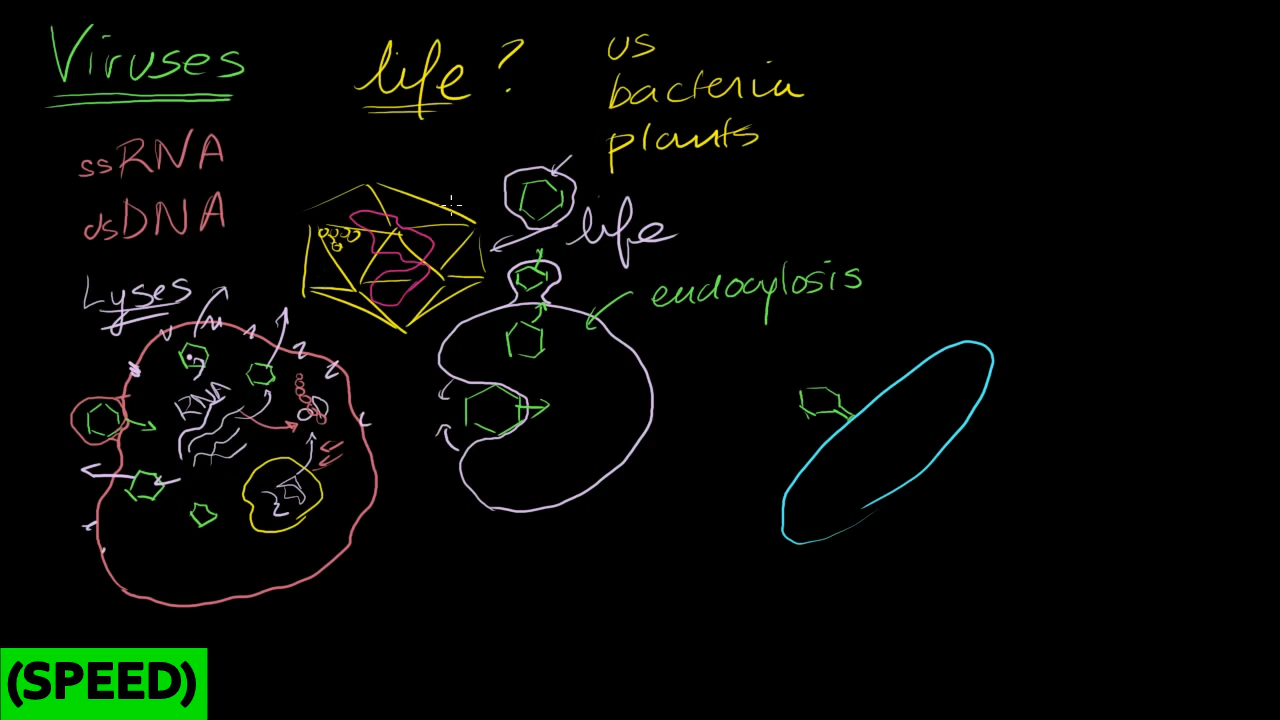 Viruses
life?
us
bacteria
plants
ssRNA
dsDNA
life
Lyses
endocytosis
RNA
(SPEED)